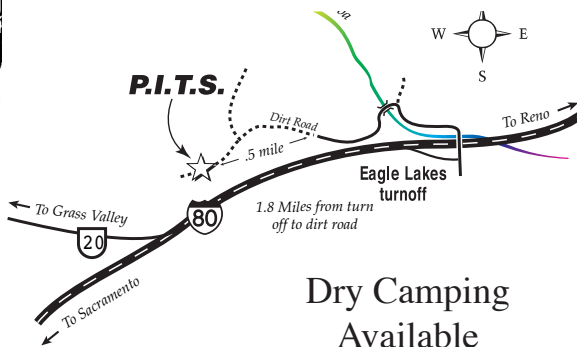 W
E
S
P.I.T.S.
Dirt Road
.5 mile
To Reno
Eagle Lakes
turnoff
To Grass Valley
80
1.8 Miles from turn
off to dirt road
20
To Sacramento
Dry Camping
Available